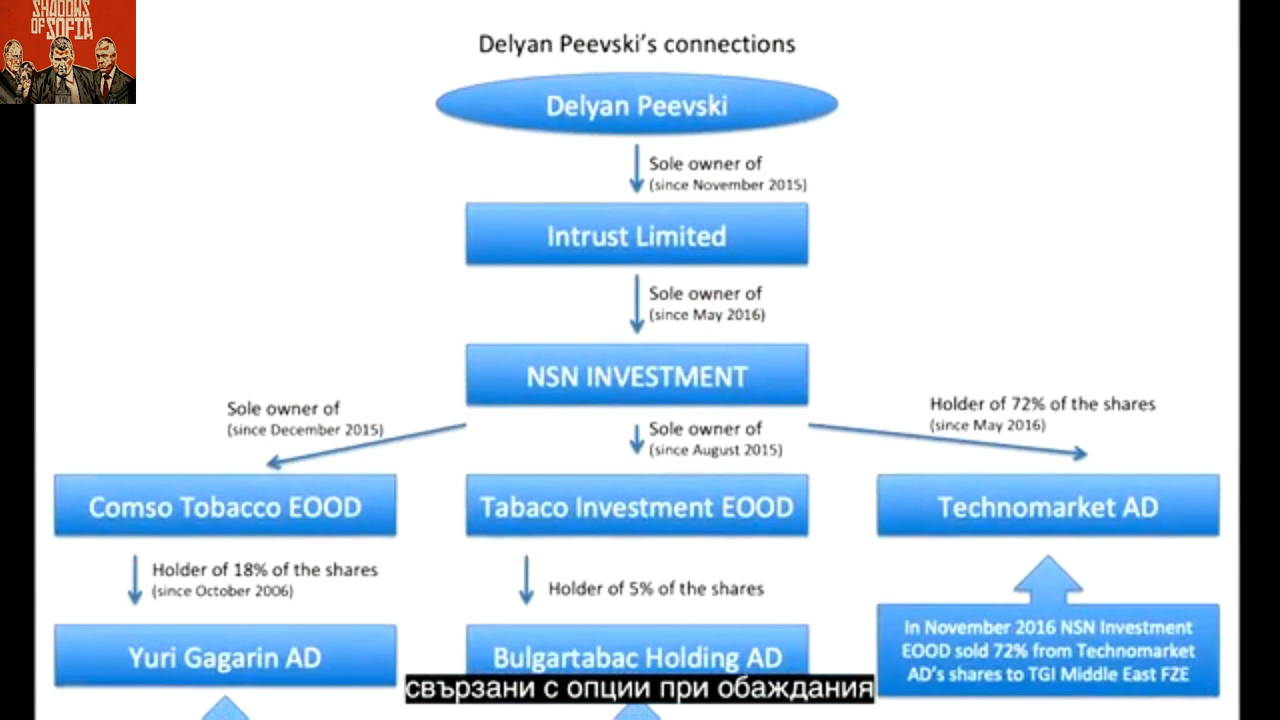 SHADOWS
OF SOFIA
Delyan Peevski's connections
Delyan Peevski
Sole owner of
(since November 2015)
Intrust Limited
Sole owner of
(since May 2016)
NSN INVESTMENT
Sole owner of
(since December 2015)
Sole owner of
(since August 2015)
Holder of 72% of the shares
(since May 2016)
Comso Tobacco EOOD
Tabaco Investment EOOD
Technomarket AD
Holder of 18% of the shares
(since October 2006)
Holder of 5% of the shares
Yuri Gagarin AD
Bulgartabac Holding AD
In November 2016 NSN Investment
EOOD sold 72% from Technomarket
AD's shares to TGI Middle East FZE
свързани с опции при обаждания